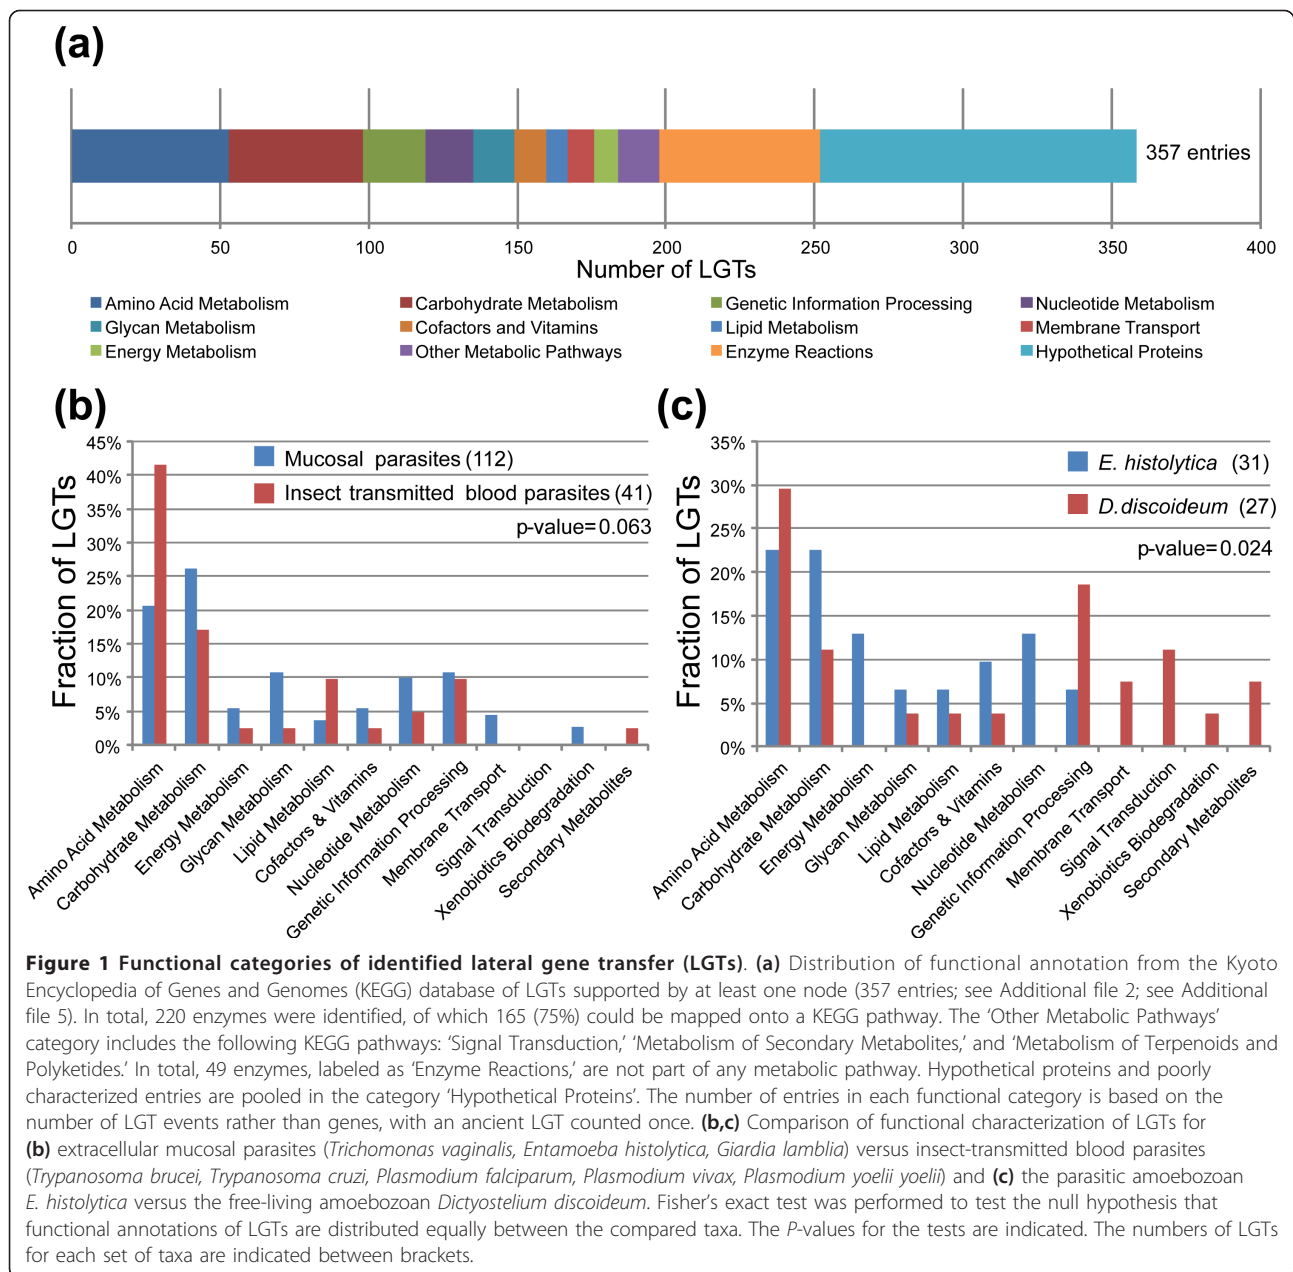 (a)
357 entries
0 50 100 150 200 250 300 350 400
Number of LGTs
Amino Acid Metabolism Carbohydrate Metabolism Genetic Information Processing Nucleotide Metabolism
Glycan Metabolism Cofactors and Vitamins Lipid Metabolism Membrane Transport
Energy Metabolism Other Metabolic Pathways Enzyme Reactions Hypothetical Proteins
(b)
Fraction of LGTs
45%
40%
35%
30%
25%
20%
15%
10%
5%
0%
Mucosal parasites (112)
Insect transmitted blood parasites (41)
p-value=0.063
Amino Acid Metabolism
Carbohydrate Metabolism
Energy Metabolism
Glycan Metabolism
Lipid Metabolism
Cofactors & Vitamins
Nucleotide Metabolism
Genetic Information Processing
Membrane Transport
Signal Transduction
Xenobiotics Biodegradation
Secondary Metabolites
(c)
Fraction of LGTs
35%
30%
25%
20%
15%
10%
5%
0%
E. histolytica (31)
D.discoideum (27)
p-value=0.024
Amino Acid Metabolism
Carbohydrate Metabolism
Energy Metabolism
Glycan Metabolism
Lipid Metabolism
Cofactors & Vitamins
Nucleotide Metabolism
Genetic Information Processing
Membrane Transport
Signal Transduction
Xenobiotics Biodegradation
Secondary Metabolites
Figure 1 Functional categories of identified lateral gene transfer (LGTs). (a) Distribution of functional annotation from the Kyoto
Encyclopedia of Genes and Genomes (KEGG) database of LGTs supported by at least one node (357 entries; see Additional file 2; see Additional
file 5). In total, 220 enzymes were identified, of which 165 (75%) could be mapped onto a KEGG pathway. The ‘Other Metabolic Pathways’
category includes the following KEGG pathways: ‘Signal Transduction,’ ‘Metabolism of Secondary Metabolites,’ and ‘Metabolism of Terpenoids and
Polyketides.’ In total, 49 enzymes, labeled as ‘Enzyme Reactions,’ are not part of any metabolic pathway. Hypothetical proteins and poorly
characterized entries are pooled in the category ‘Hypothetical Proteins’. The number of entries in each functional category is based on the
number of LGT events rather than genes, with an ancient LGT counted once. (b,c) Comparison of functional characterization of LGTs for
(b) extracellular mucosal parasites (Trichomonas vaginalis, Entamoeba histolytica, Giardia lamblia) versus insect-transmitted blood parasites
(Trypanosoma brucei, Trypanosoma cruzi, Plasmodium falciparum, Plasmodium vivax, Plasmodium yoelii yoelii) and (c) the parasitic amoebozoan
E. histolytica versus the free-living amoebozoan Dictyostelium discoideum. Fisher’s exact test was performed to test the null hypothesis that
functional annotations of LGTs are distributed equally between the compared taxa. The P-values for the tests are indicated. The numbers of LGTs
for each set of taxa are indicated between brackets.